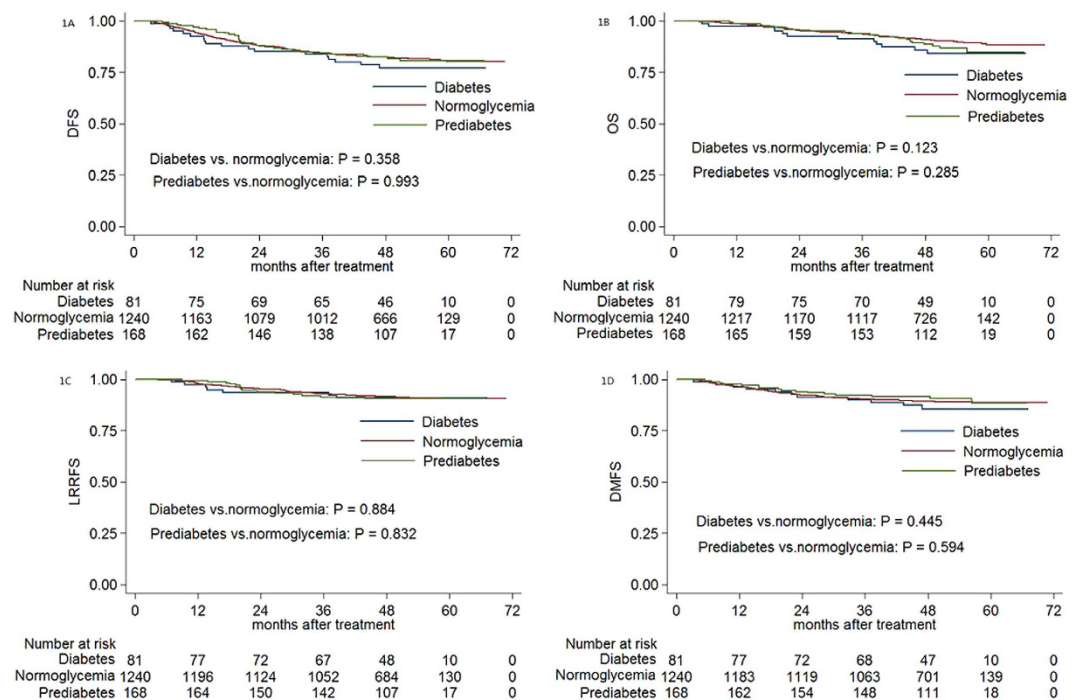 1A
1.00
0.75
0.50
0.25
0.00
DFS
Diabetes
Normoglycemia
Prediabetes
Diabetes vs. normoglycemia: P = 0.358
Prediabetes vs.normoglycemia: P = 0.993
0 12 24 36 48 60 72
months after treatment
Number at risk
Diabetes 81 75 69 65 46 10 0
Normoglycemia 1240 1163 1079 1012 666 129 0
Prediabetes 168 162 146 138 107 17 0
1B
1.00
0.75
0.50
0.25
0.00
OS
Diabetes
Normoglycemia
Prediabetes
Diabetes vs.normoglycemia: P = 0.123
Prediabetes vs.normoglycemia: P = 0.285
0 12 24 36 48 60 72
months after treatment
Number at risk
Diabetes 81 79 75 70 49 10 0
Normoglycemia 1240 1217 1170 1117 726 142 0
Prediabetes 168 165 159 153 112 19 0
1C
1.00
0.75
0.50
0.25
0.00
LRRFS
Diabetes
Normoglycemia
Prediabetes
Diabetes vs.normoglycemia: P = 0.884
Prediabetes vs.normoglycemia: P = 0.832
0 12 24 36 48 60 72
months after treatment
Number at risk
Diabetes 81 77 72 67 48 10 0
Normoglycemia 1240 1196 1124 1052 684 130 0
Prediabetes 168 164 150 142 107 17 0
1D
1.00
0.75
0.50
0.25
0.00
DMFS
Diabetes
Normoglycemia
Prediabetes
Diabetes vs.normoglycemia: P = 0.445
Prediabetes vs.normoglycemia: P = 0.594
0 12 24 36 48 60 72
months after treatment
Number at risk
Diabetes 81 77 72 68 47 10 0
Normoglycemia 1240 1183 1119 1063 701 139 0
Prediabetes 168 162 154 148 111 18 0